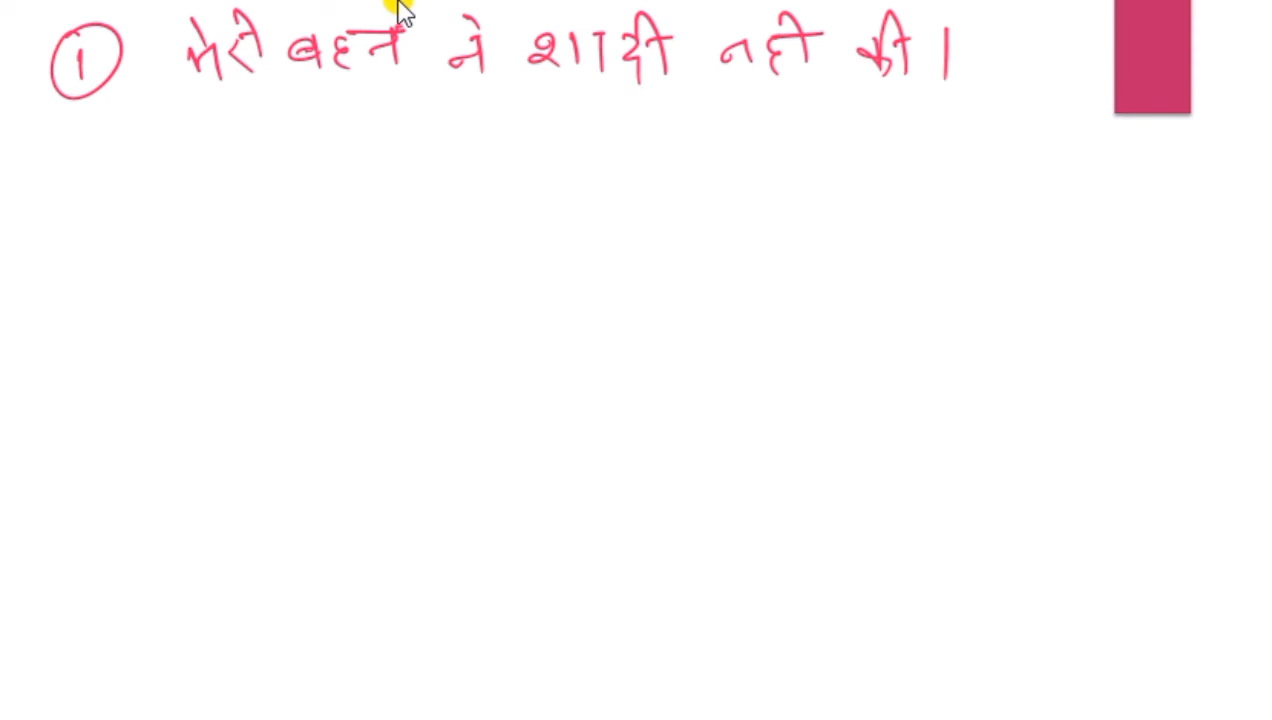 ① मेरी बहन ने शादी नही की।